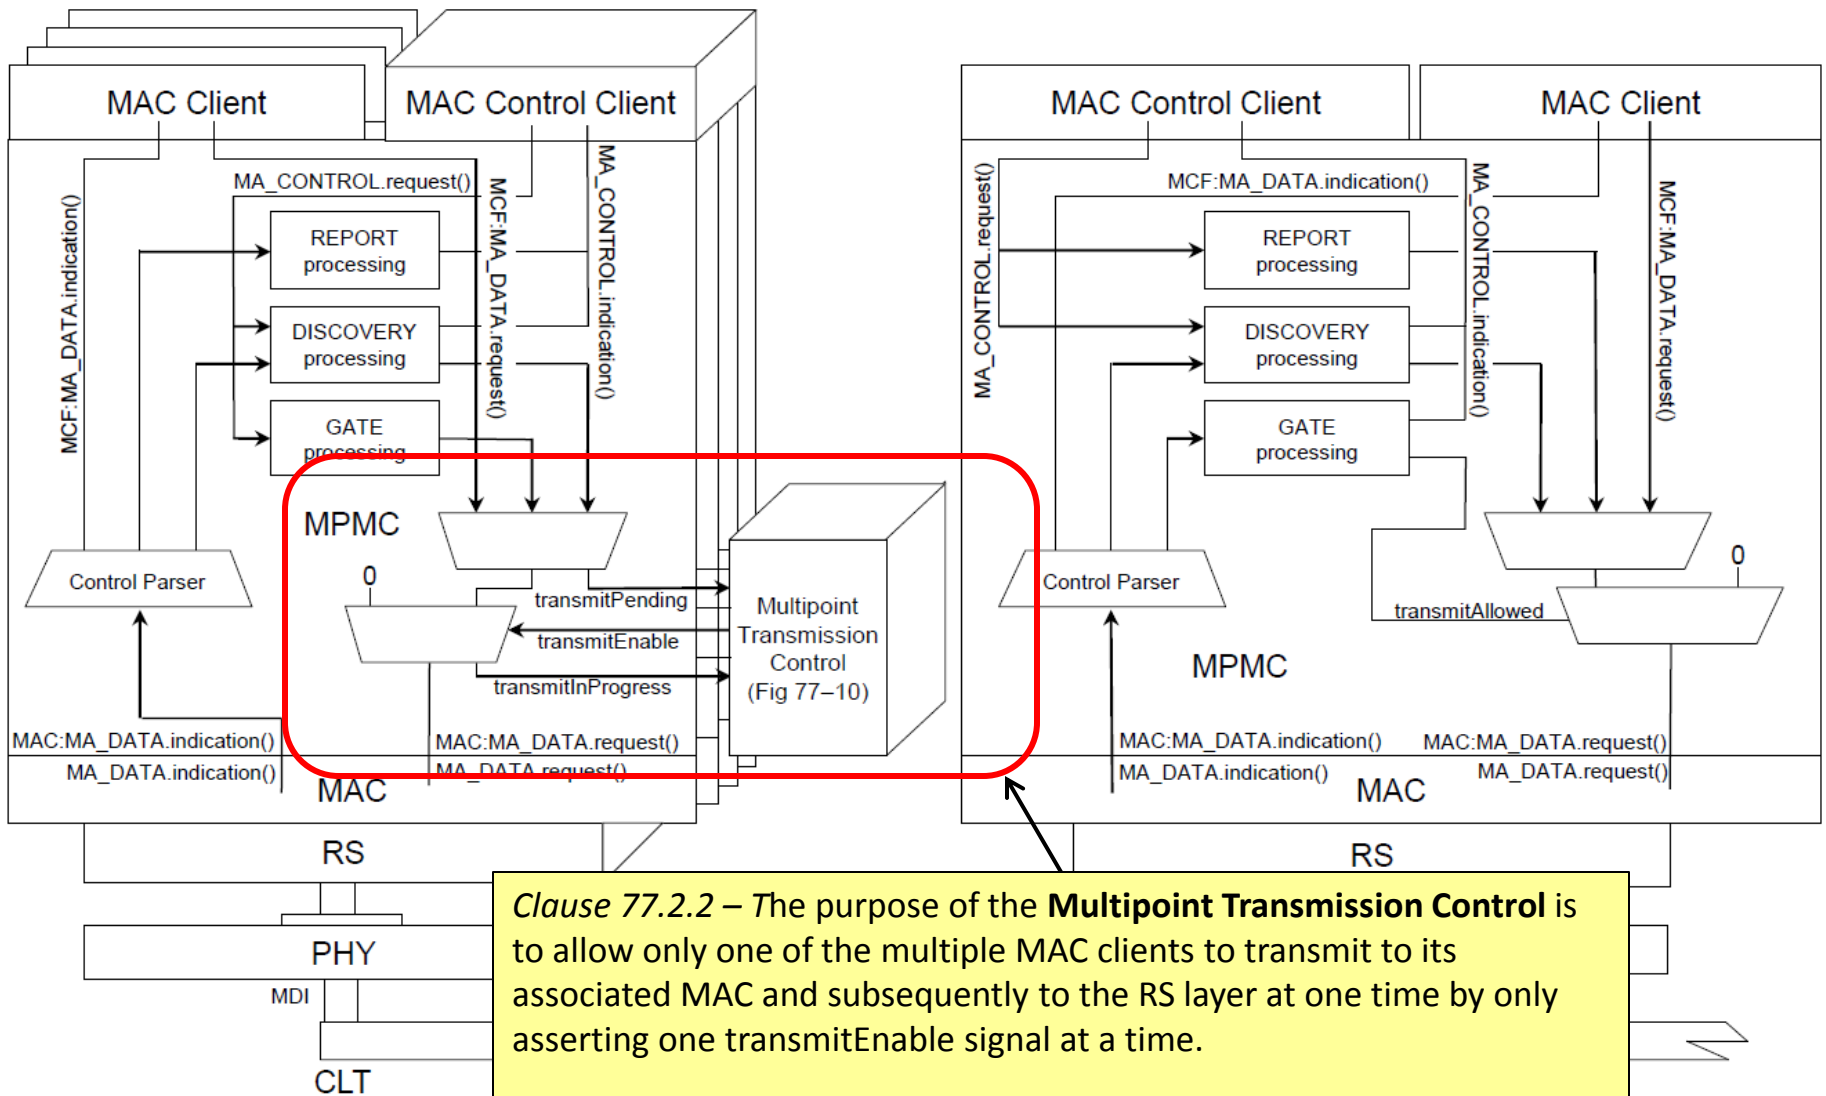 MAC Client
MAC Control Client
MCF:MA_DATA.indication()
MA_CONTROL.request()
MCF:MA_DATA.request()
MA_CONTROL.indication()
REPORT
processing
DISCOVERY
processing
GATE
processing
MPMC
Control Parser
0
transmitPending
transmitEnable
transmitInProgress
Multipoint
Transmission
Control
(Fig 77–10)
MAC:MA_DATA.indication()
MAC:MA_DATA.request()
MA_DATA.indication()
MA_DATA.request()
MAC
RS
PHY
MDI
CLT
MAC Control Client
MAC Client
MA_CONTROL.request()
MCF:MA_DATA.indication()
MA_CONTROL.indication()
MCF:MA_DATA.request()
REPORT
processing
DISCOVERY
processing
GATE
processing
Control Parser
0
transmitAllowed
MPMC
MAC:MA_DATA.indication()
MAC:MA_DATA.request()
MA_DATA.indication()
MA_DATA.request()
MAC
RS
Clause 77.2.2 – The purpose of the Multipoint Transmission Control is
to allow only one of the multiple MAC clients to transmit to its
associated MAC and subsequently to the RS layer at one time by only
asserting one transmitEnable signal at a time.